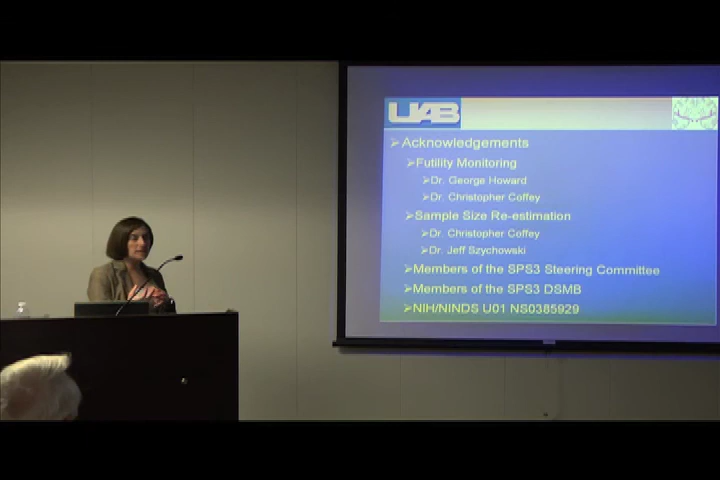 UAB
Acknowledgements
Futility Monitoring
Dr. George Howard
Dr. Christopher Coffey
Sample Size Re-estimation
Dr. Christopher Coffey
Dr. Jeff Szychowski
Members of the SPS3 Steering Committee
Members of the SPS3 DSMB
NIH/NINDS U01 NS0385929